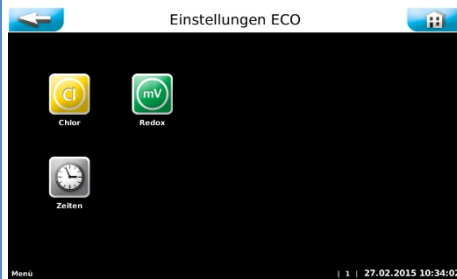 Einstellungen ECO
Cl
mV
Chlor
Redox
Zeiten
Menü
| 1 | 27.02.2015 10:34:02